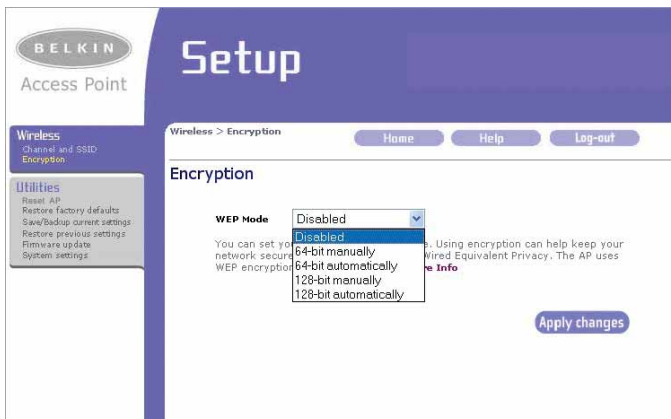 BELKIN
Access Point
Setup
Wireless
Channel and SSID
Encryption
Utilities
Reset AP
Restore factory defaults
Save/Backup current settings
Restore previous settings
Firmware update
System settings
Wireless > Encryption
Home
Help
Log-out
Encryption
WEP Mode
Disabled
Disabled
64-bit manually
64-bit automatically
128-bit manually
128-bit automatically
You can set yo e. Using encryption can help keep your
network secure Wired Equivalent Privacy. The AP uses
WEP encryption re Info
Apply changes